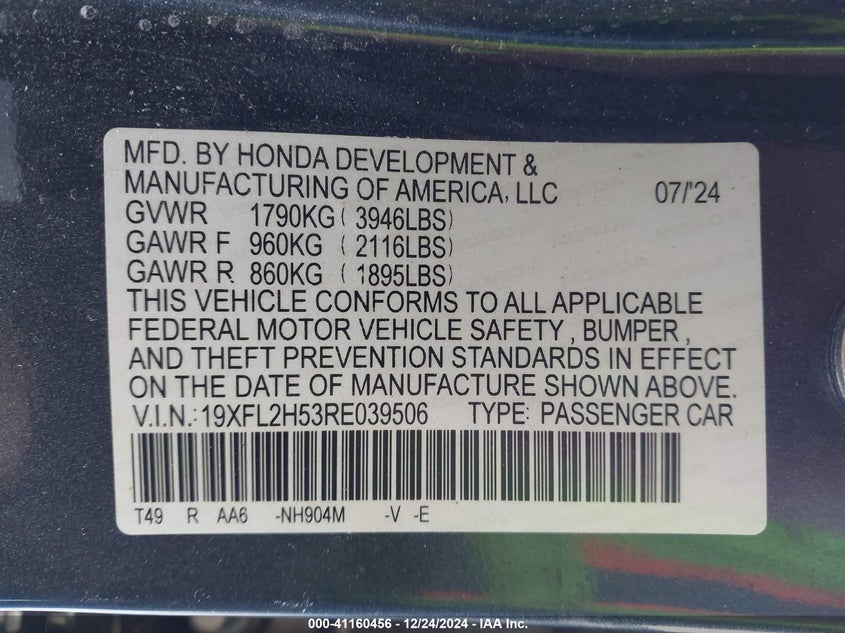 MFD. BY HONDA DEVELOPMENT &
MANUFACTURING OF AMERICA, LLC 07/'24
GVWR 1790KG ( 3946LBS)
GAWR F 960KG ( 2116LBS)
GAWR R 860KG ( 1895LBS)
THIS VEHICLE CONFORMS TO ALL APPLICABLE
FEDERAL MOTOR VEHICLE SAFETY , BUMPER ,
AND THEFT PREVENTION STANDARDS IN EFFECT
ON THE DATE OF MANUFACTURE SHOWN ABOVE.
V.I.N.: 19XFL2H53RE039506 TYPE: PASSENGER CAR
T49 R AA6 -NH904M -V -E
000-41160456 - 12/24/2024 - IAA Inc.